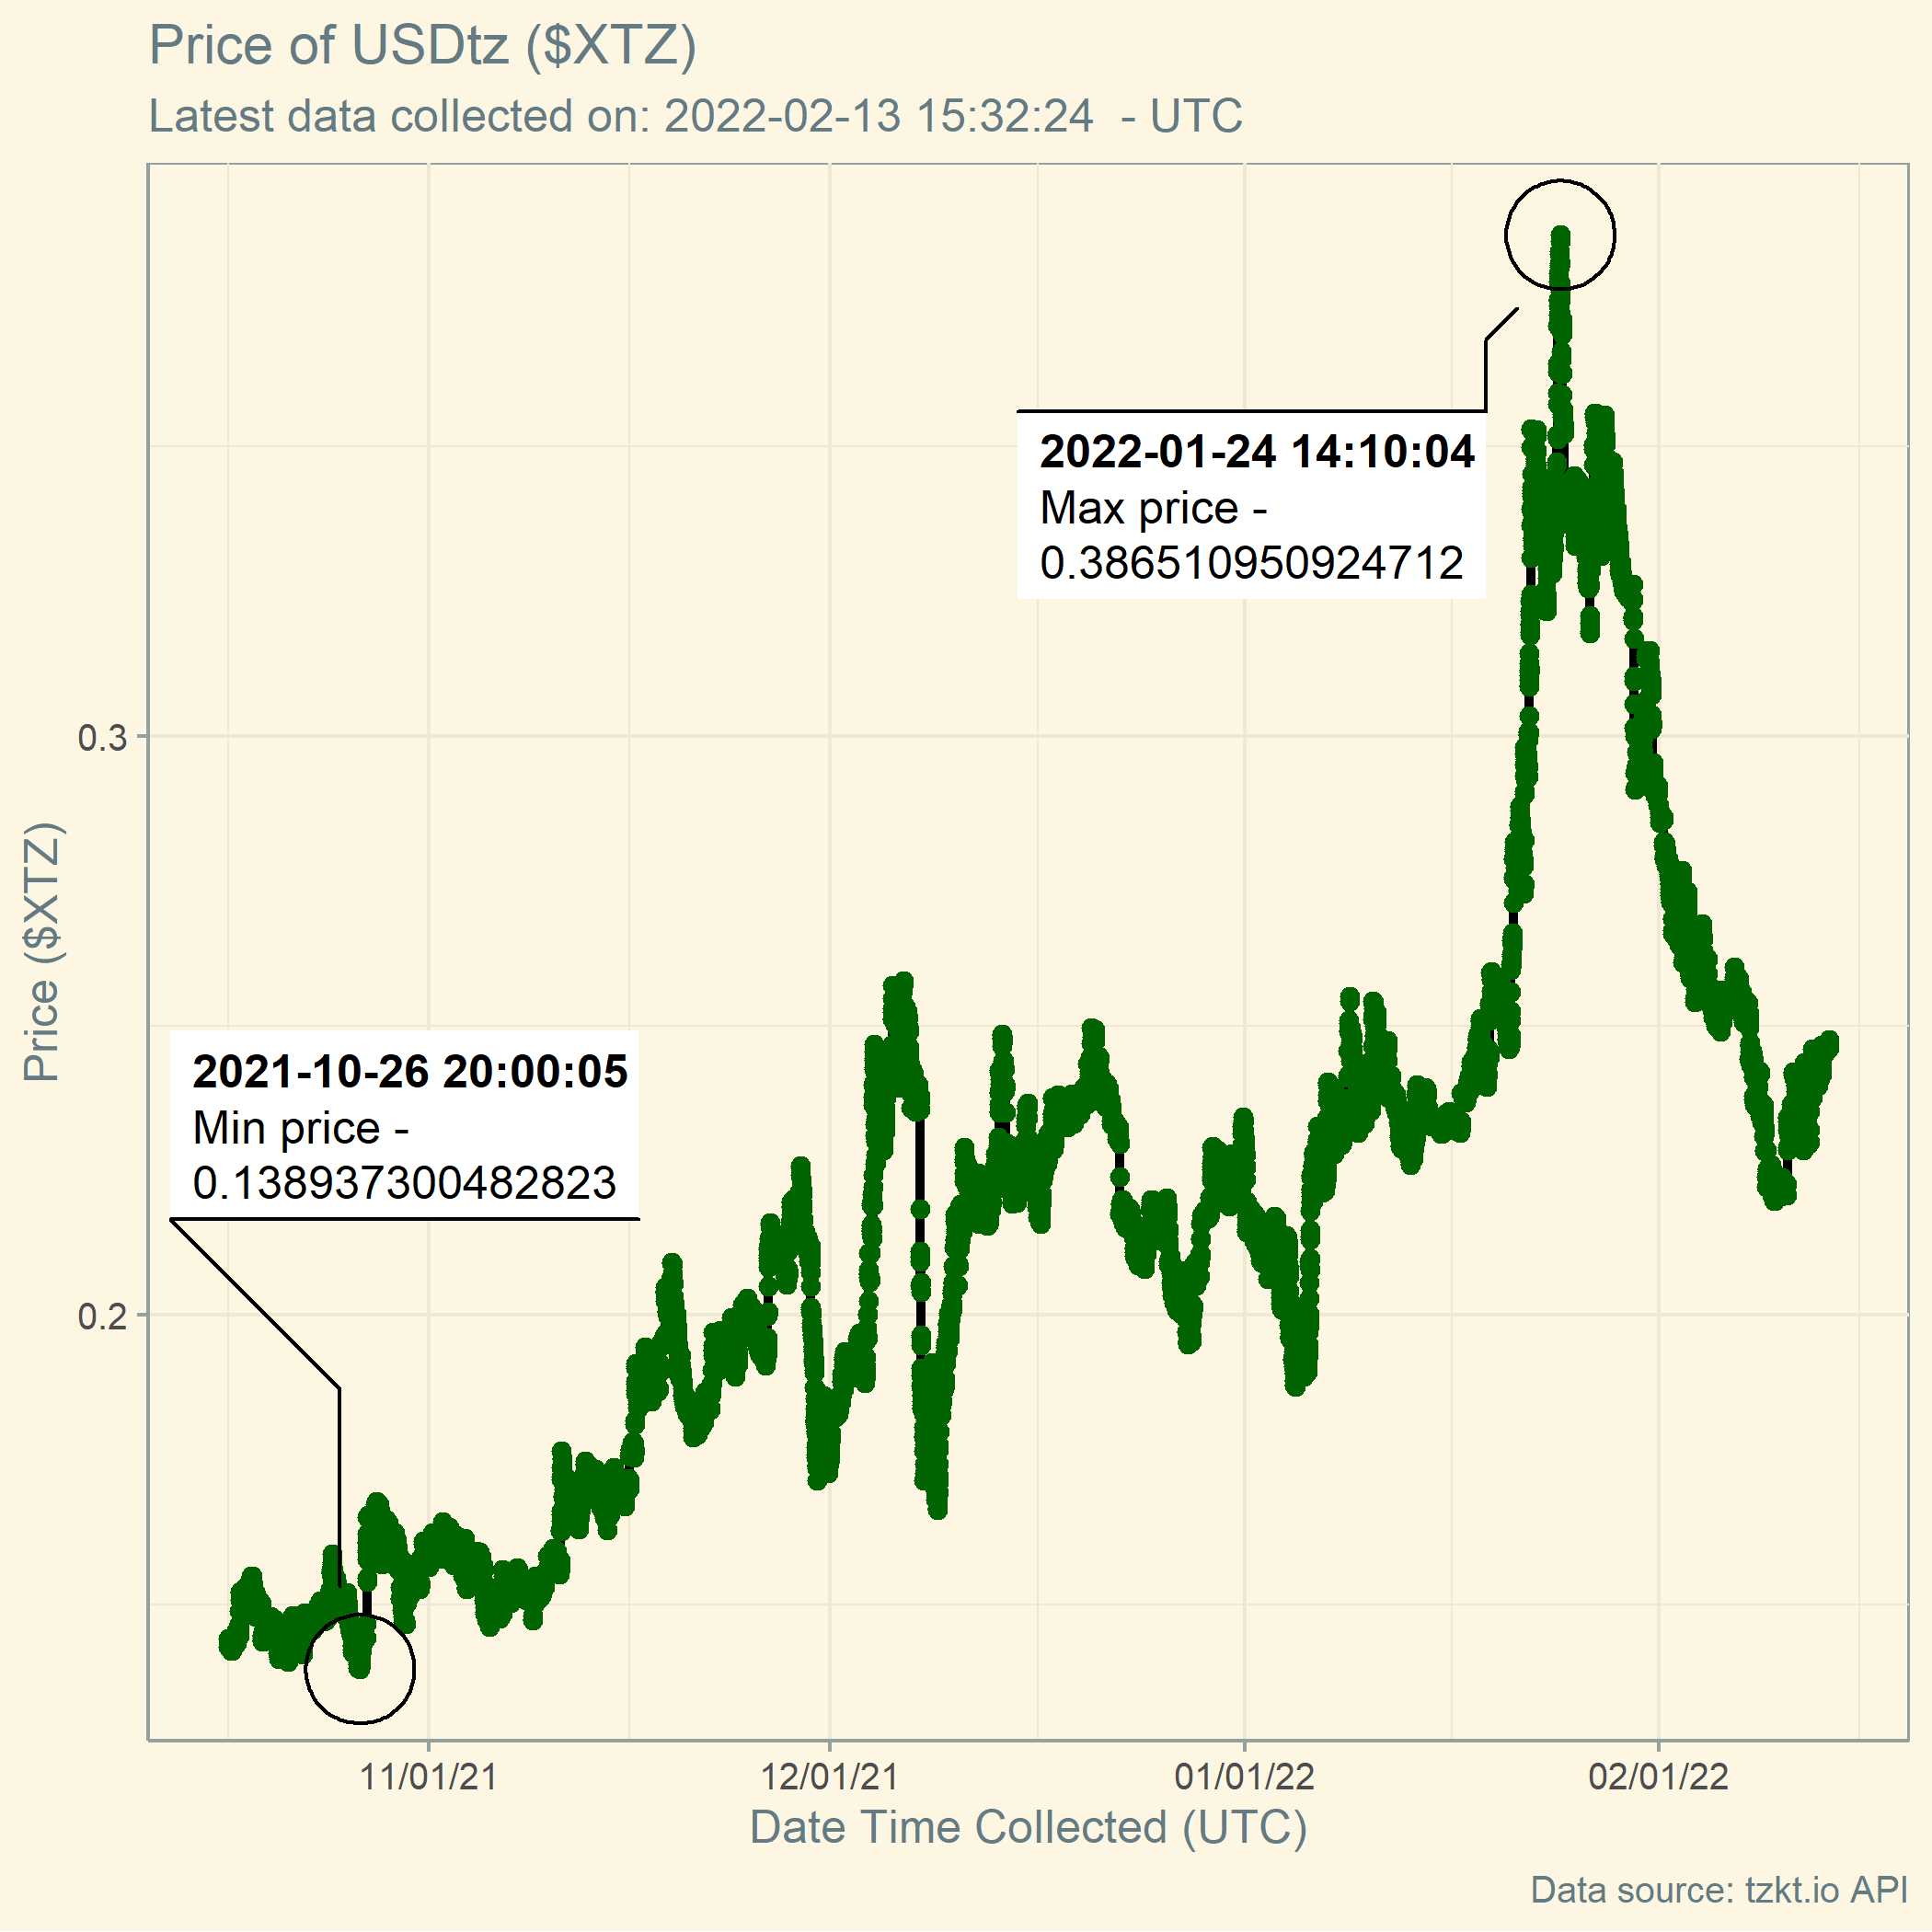 Price of USDtz ($XTZ)
Latest data collected on: 2022-02-13 15:32:24  - UTC
2022-01-24 14:10:04
Max price -
0.386510950924712
0.3
Price ($XTZ)
2021-10-26 20:00:05
Min price -
0.138937300482823
0.2
11/01/21
12/01/21
01/01/22
02/01/22
Date Time Collected (UTC)
Data source: tzkt.io API